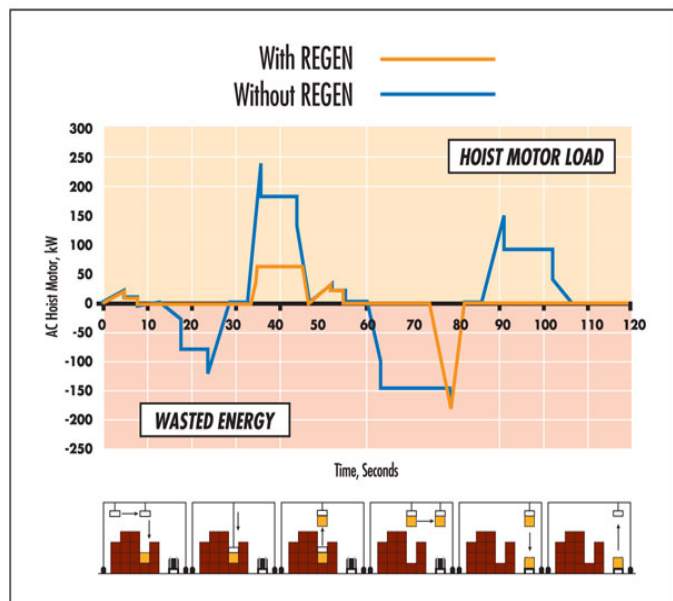 With REGEN
Without REGEN
300
250
200
150
100
50
0
-50
-100
-150
-200
-250
AC Hoist Motor, kW
HOIST MOTOR LOAD
WASTED ENERGY
0 10 20 30 40 50 60 70 80 90 100 110 120
Time, Seconds